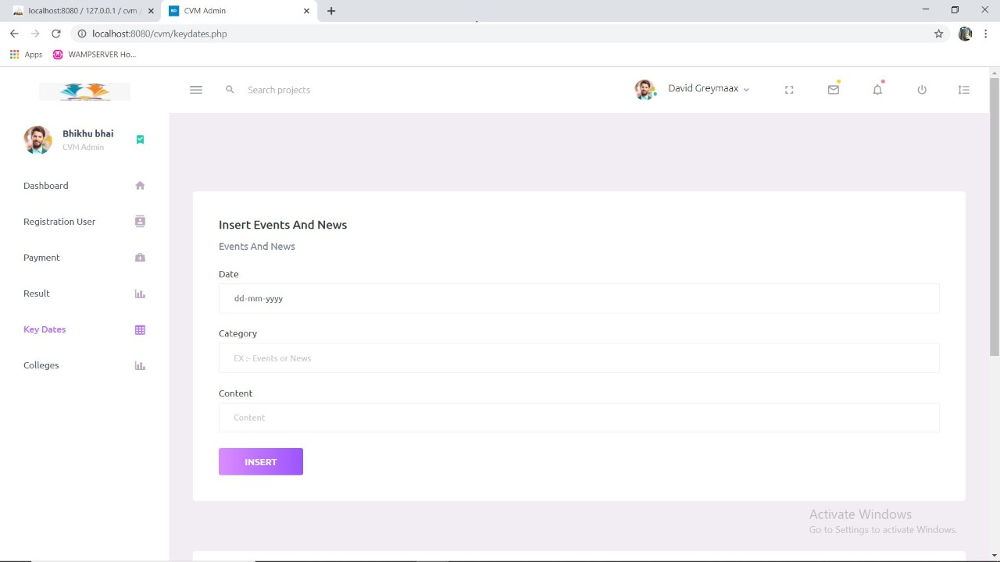 localhost:8080 / 127.0.0.1 / cvm /
CVM Admin
localhost:8080/cvm/keydates.php
Apps
WAMPSERVER Ho...
Search projects
David Greymaax
Bhikhu bhai
CVM Admin
Dashboard
Registration User
Payment
Result
Key Dates
Colleges
Insert Events And News
Events And News
Date
dd-mm-yyyy
Category
EX :- Events or News
Content
Content
INSERT
Activate Windows
Go to Settings to activate Windows.